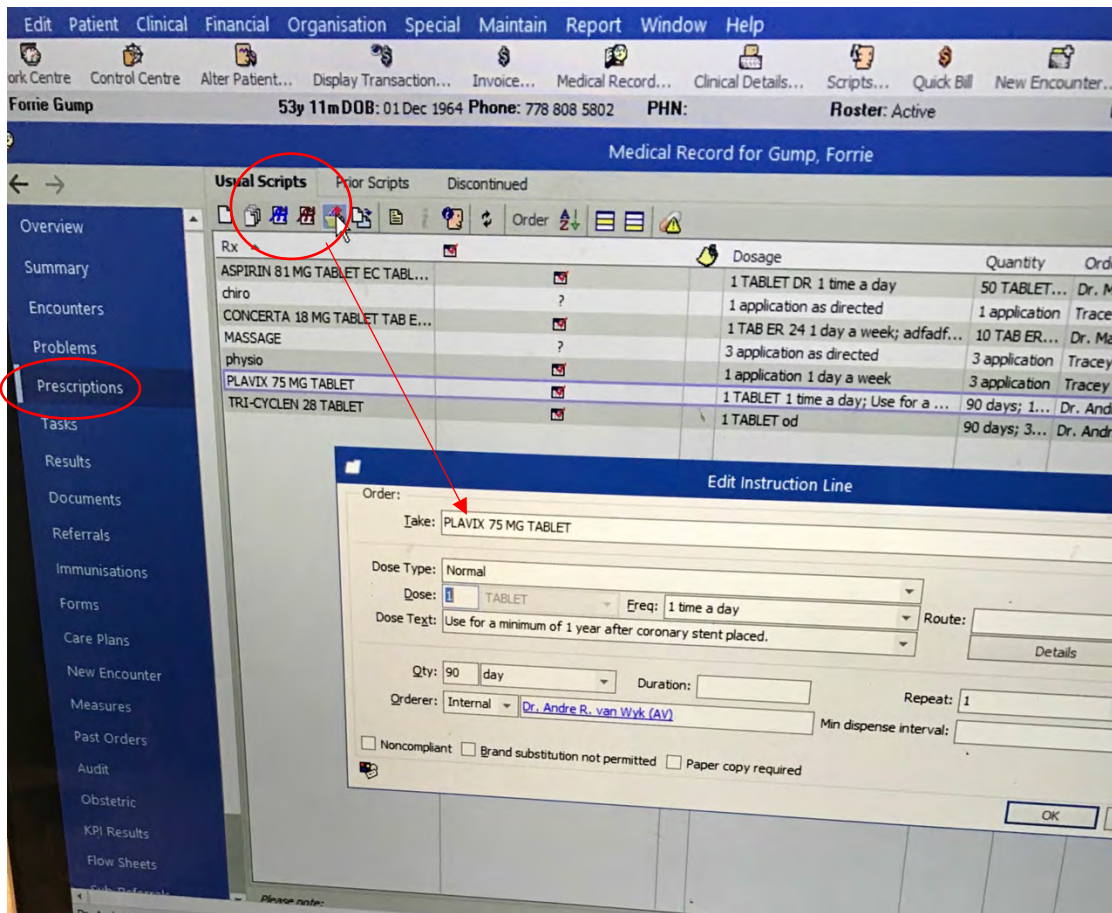 Edit Patient Clinical Financial Organisation Special Maintain Report Window Help
ork Centre Control Centre Alter Patient... Display Transaction... Invoice... Medical Record... Clinical Details... Scripts... Quick Bill New Encounter...
Forrie Gump 53y 11m DOB: 01 Dec 1964 Phone: 778 808 5802 PHN: Roster: Active
Medical Record for Gump, Forrie
Usual Scripts Prior Scripts Discontinued
Order
Rx Dosage Quantity Ord
ASPIRIN 81 MG TABLET EC TABL... 1 TABLET DR 1 time a day 50 TABLET... Dr. M
chiro ? 1 application as directed 1 application Trace
CONCERTA 18 MG TABLET TAB E... 1 TAB ER 24 1 day a week; adfadf... 10 TAB ER... Dr. Ma
MASSAGE ? 3 application as directed 3 application Tracey
physio 1 application 1 day a week 3 application Tracey
PLAVIX 75 MG TABLET 1 TABLET 1 time a day; Use for a ... 90 days; 1... Dr. And
TRI-CYCLEN 28 TABLET 1 TABLET od 90 days; 3... Dr. Andr
Overview
Summary
Encounters
Problems
Prescriptions
Tasks
Results
Documents
Referrals
Immunisations
Forms
Care Plans
New Encounter
Measures
Past Orders
Audit
Obstetric
KPI Results
Flow Sheets
Sub Referrals
Edit Instruction Line
Order:
Take: PLAVIX 75 MG TABLET
Dose Type: Normal
Dose: 1 TABLET Freq: 1 time a day Route:
Dose Text: Use for a minimum of 1 year after coronary stent placed.
Details
Qty: 90 day Duration: Repeat: 1
Orderer: Internal Dr. Andre R. van Wyk (AV) Min dispense interval:
Noncompliant Brand substitution not permitted Paper copy required
OK
Please note: